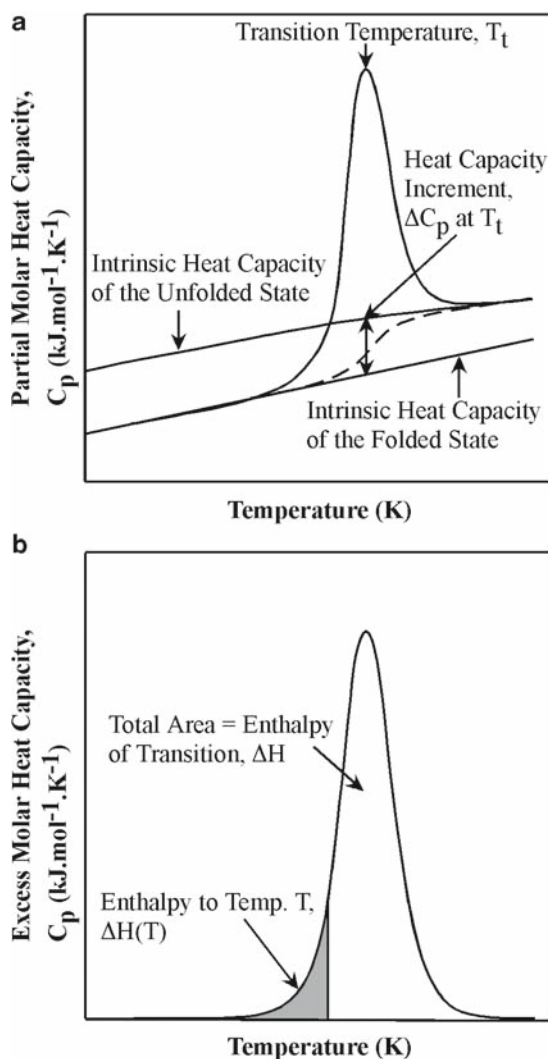 a
Transition Temperature, Tt
Partial Molar Heat Capacity,
Cp (kJ.mol-1.K-1)
Heat Capacity
Increment,
ΔCp at Tt
Intrinsic Heat Capacity
of the Unfolded State
Intrinsic Heat Capacity
of the Folded State
Temperature (K)
b
Excess Molar Heat Capacity,
Cp (kJ.mol-1.K-1)
Total Area = Enthalpy
of Transition, ΔH
Enthalpy to Temp. T,
ΔH(T)
Temperature (K)